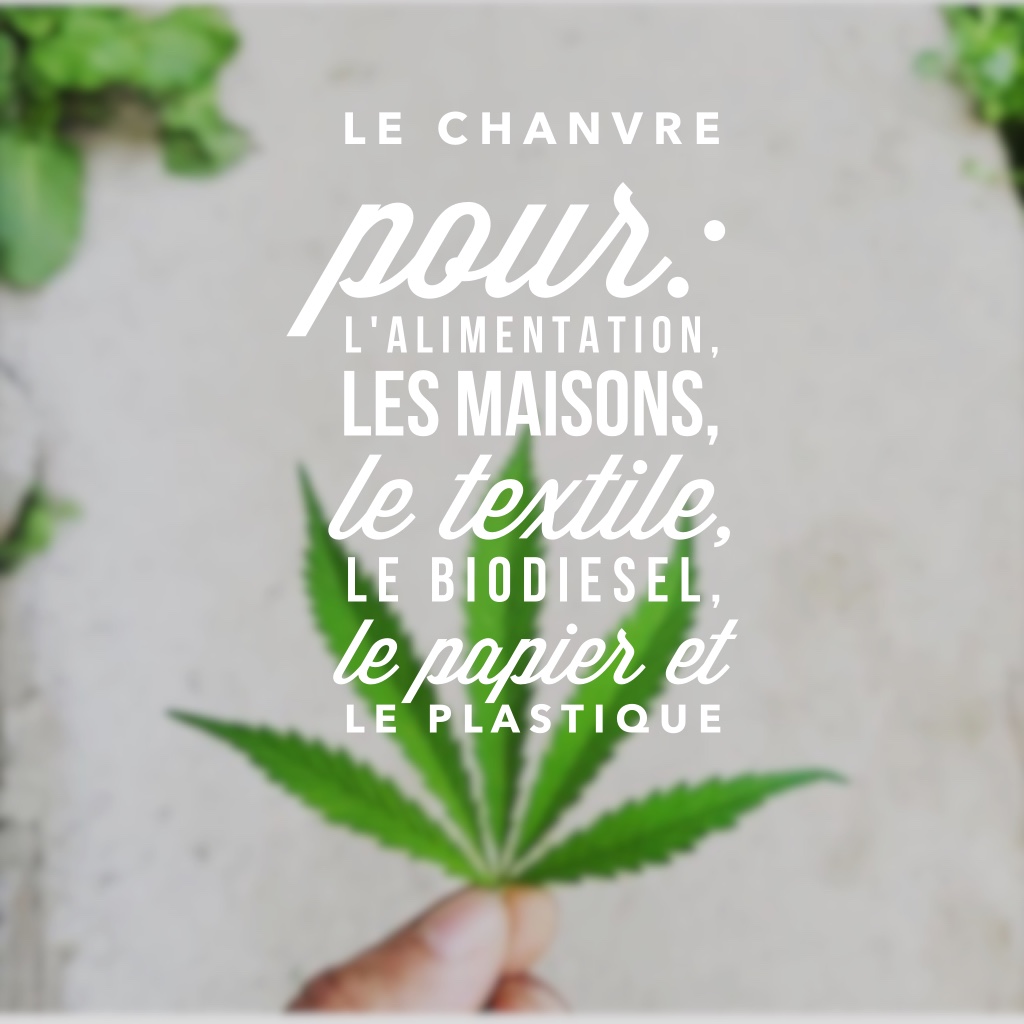 LE CHANVRE
pour:
L'ALIMENTATION,
LES MAISONS,
le textile,
LE BIODIESEL,
le papier et
LE PLASTIQUE